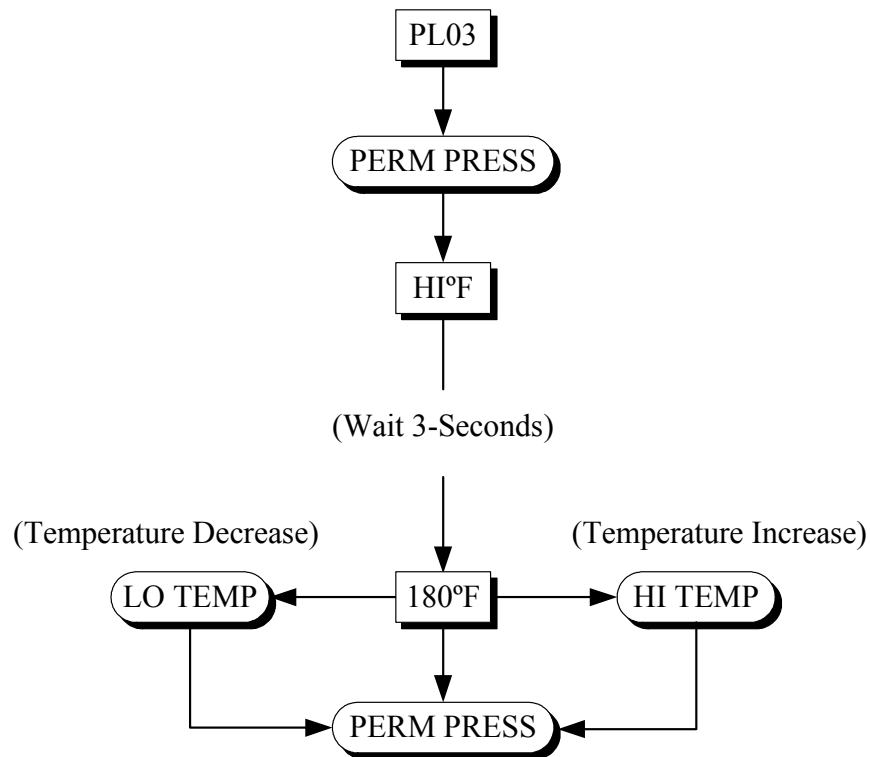 PL03
PERM PRESS
HIºF
(Wait 3-Seconds)
(Temperature Decrease)
(Temperature Increase)
LO TEMP
180ºF
HI TEMP
PERM PRESS